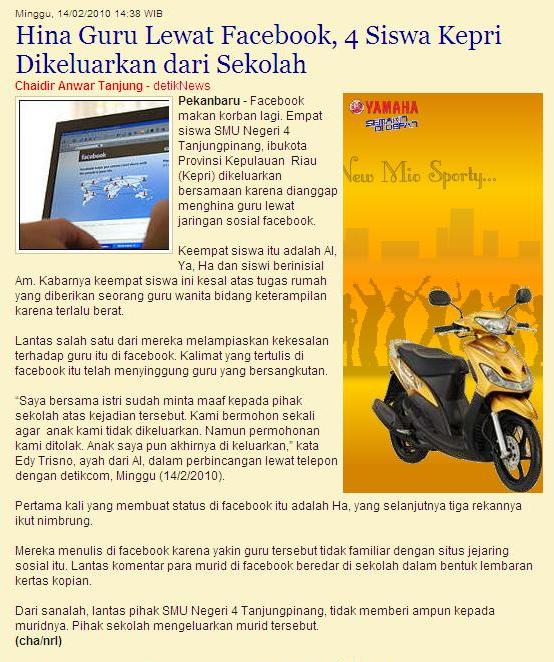 Minggu, 14/02/2010 14:38 WIB
Hina Guru Lewat Facebook, 4 Siswa Kepri
Dikeluarkan dari Sekolah
Chaidir Anwar Tanjung - detikNews
facebook
Pekanbaru - Facebook
makan korban lagi. Empat
siswa SMU Negeri 4
Tanjungpinang, ibukota
Provinsi Kepulauan Riau
(Kepri) dikeluarkan
bersamaan karena dianggap
menghina guru lewat
jaringan sosial facebook.
Keempat siswa itu adalah Al,
Ya, Ha dan siswi berinisial
Am. Kabarnya keempat siswa ini kesal atas tugas rumah
yang diberikan seorang guru wanita bidang keterampilan
karena terlalu berat.
Lantas salah satu dari mereka melampiaskan kekesalan
terhadap guru itu di facebook. Kalimat yang tertulis di
facebook itu telah menyinggung guru yang bersangkutan.
“Saya bersama istri sudah minta maaf kepada pihak
sekolah atas kejadian tersebut. Kami bermohon sekali
agar anak kami tidak dikeluarkan. Namun permohonan
kami ditolak. Anak saya pun akhirnya di keluarkan,” kata
Edy Trisno, ayah dari Al, dalam perbincangan lewat telepon
dengan detikcom, Minggu (14/2/2010).
YAMAHA
SEMAKIN
DI DEPAN
New Mio Sporty...
Pertama kali yang membuat status di facebook itu adalah Ha, yang selanjutnya tiga rekannya
ikut nimbrung.
Mereka menulis di facebook karena yakin guru tersebut tidak familiar dengan situs jejaring
sosial itu. Lantas komentar para murid di facebook beredar di sekolah dalam bentuk lembaran
kertas kopian.
Dari sanalah, lantas pihak SMU Negeri 4 Tanjungpinang, tidak memberi ampun kepada
muridnya. Pihak sekolah mengeluarkan murid tersebut.
(cha/nrl)